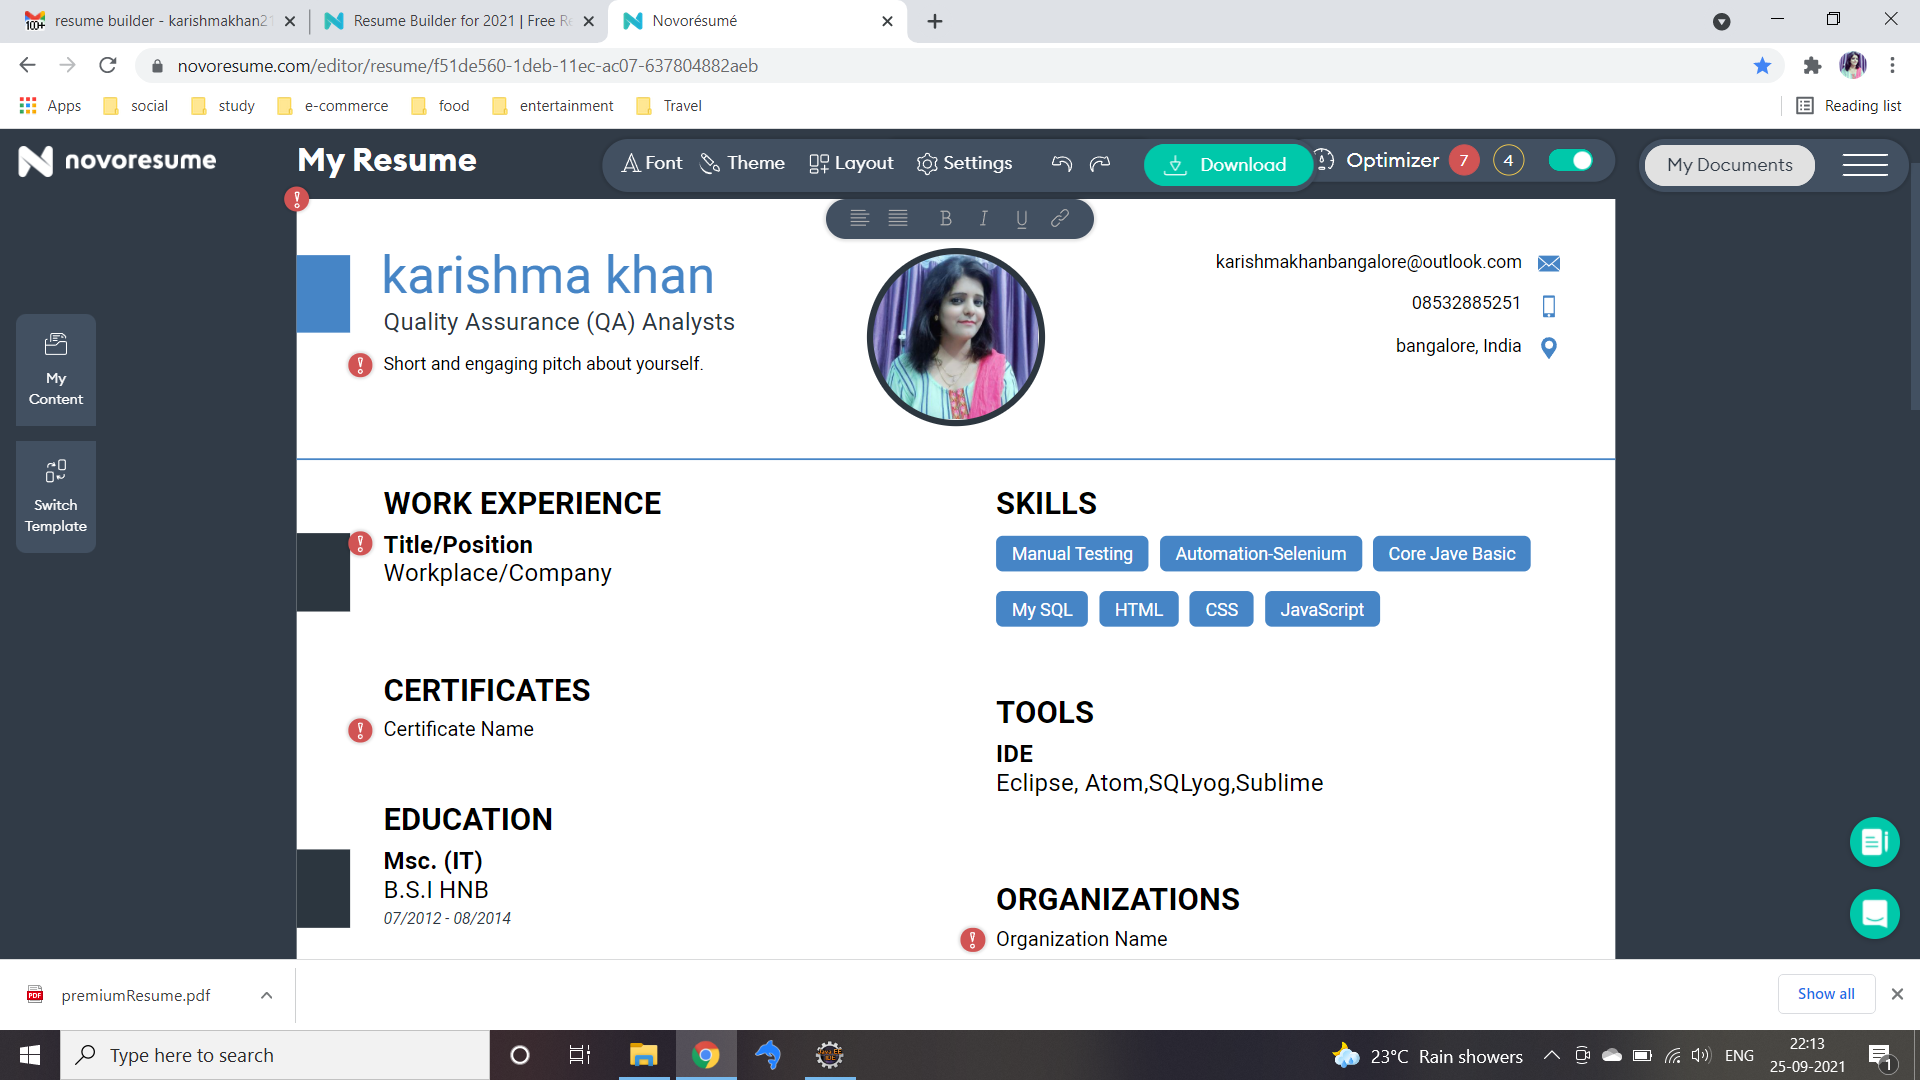 resume builder - karishmakhan21
Resume Builder for 2021 | Free Re
Novorésumé
novoresume.com/editor/resume/f51de560-1deb-11ec-ac07-637804882aeb
Apps
social
study
e-commerce
food
entertainment
Travel
Reading list
novoresume
My Resume
Font
Theme
Layout
Settings
Download
Optimizer
7
4
My Documents
B I U
karishma khan
Quality Assurance (QA) Analysts
Short and engaging pitch about yourself.
karishmakhanbangalore@outlook.com
08532885251
bangalore, India
My
Content
Switch
Template
WORK EXPERIENCE
Title/Position
Workplace/Company
CERTIFICATES
Certificate Name
EDUCATION
Msc. (IT)
B.S.I HNB
07/2012 - 08/2014
SKILLS
Manual Testing
Automation-Selenium
Core Jave Basic
My SQL
HTML
CSS
JavaScript
TOOLS
IDE
Eclipse, Atom,SQLyog,Sublime
ORGANIZATIONS
Organization Name
PDF
premiumResume.pdf
Show all
Type here to search
23°C Rain showers
ENG
22:13
25-09-2021
1